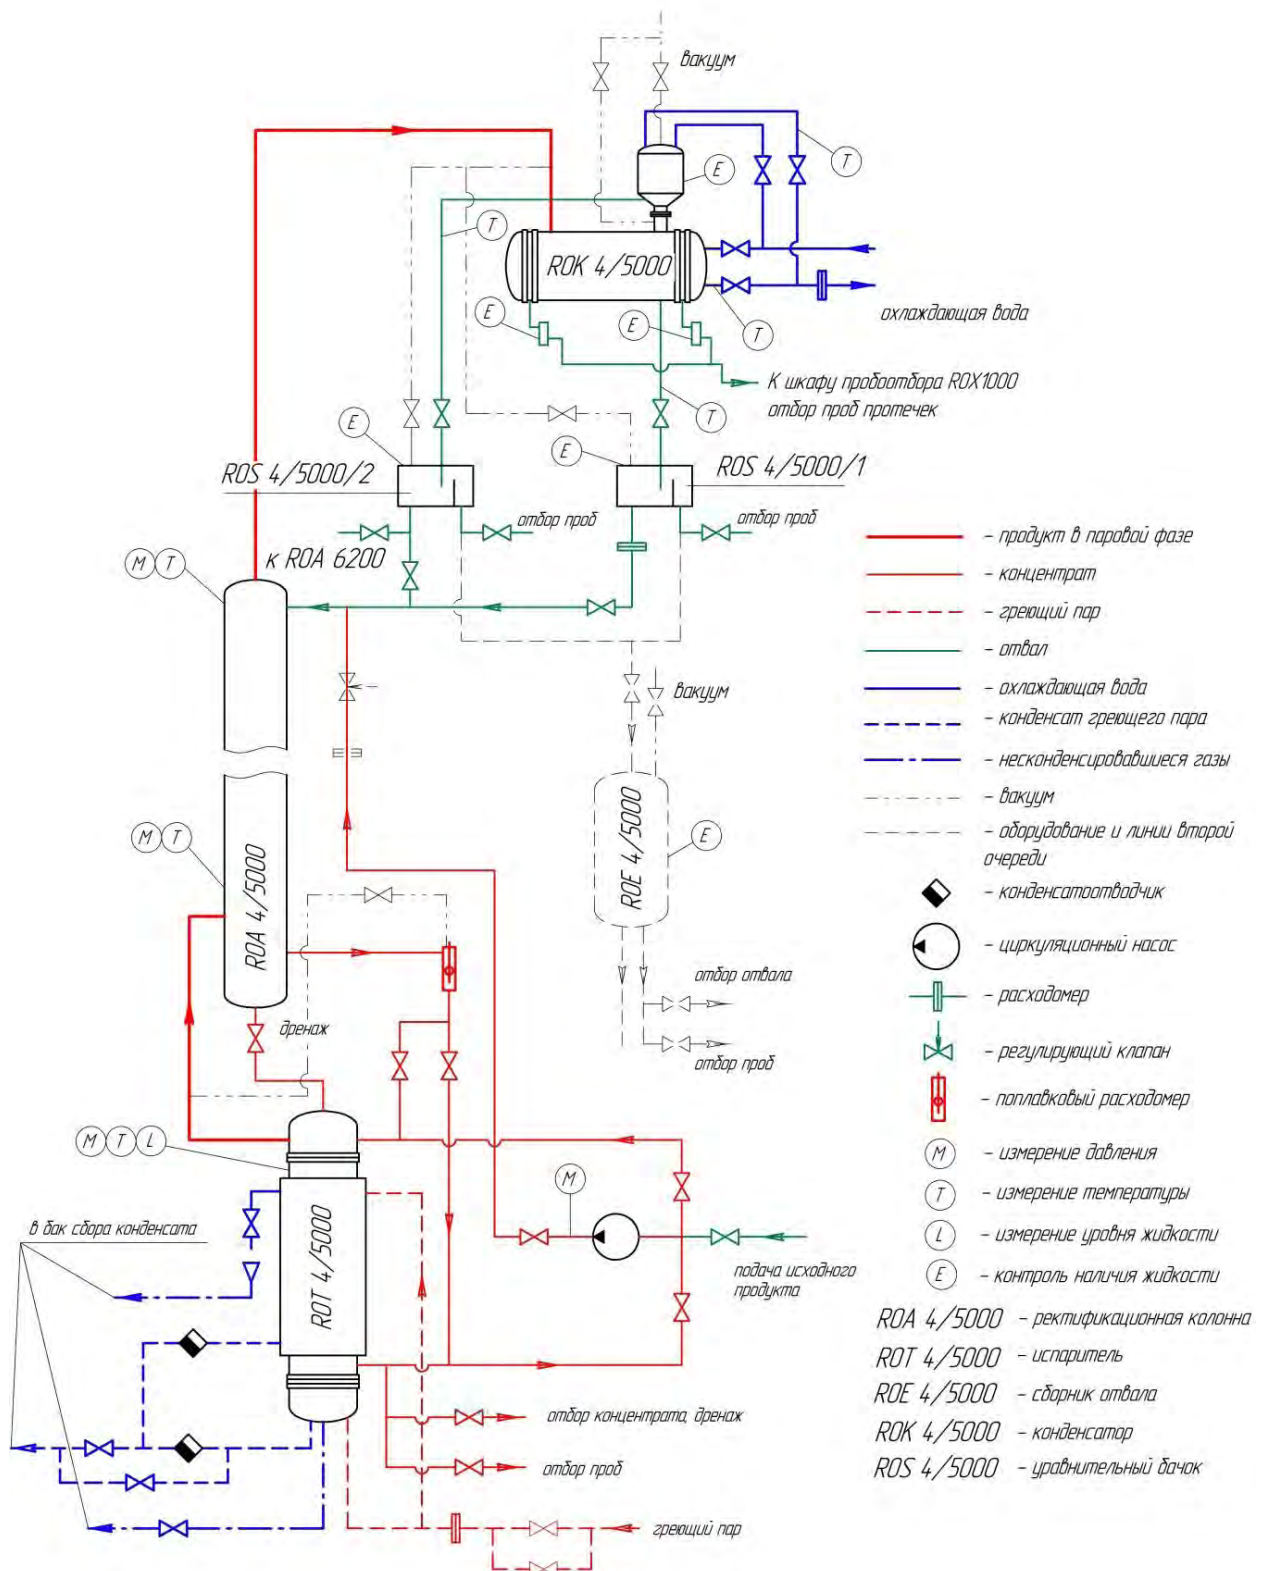 вакуум
T
E
T
ROK 4/5000
E
E
T
охлаждающая вода
К шкафу пробоотбора ROX1000
отбор проб протечек
T
E
E
ROS 4/5000/2
ROS 4/5000/1
отбор проб
отбор проб
к ROA 6200
M
T
вакуум
M
T
ROA 4/5000
ROE 4/5000
E
отбор отвала
отбор проб
дренаж
M
T
L
в бак сбора конденсата
ROT 4/5000
M
подача исходного
продукта
отбор концентрата, дренаж
отбор проб
греющий пар
- продукт в паровой фазе
- концентрат
- греющий пар
- отвал
- охлаждающая вода
- конденсат греющего пара
- несконденсировавшиеся газы
- вакуум
- оборудование и линии второй
очереди
- конденсатоотводчик
- циркуляционный насос
- расходомер
- регулирующий клапан
- поплавковый расходомер
M - измерение давления
T - измерение температуры
L - измерение уровня жидкости
E - контроль наличия жидкости
ROA 4/5000 - ректификационная колонна
ROT 4/5000 - испаритель
ROE 4/5000 - сборник отвала
ROK 4/5000 - конденсатор
ROS 4/5000 - уравнительный бачок